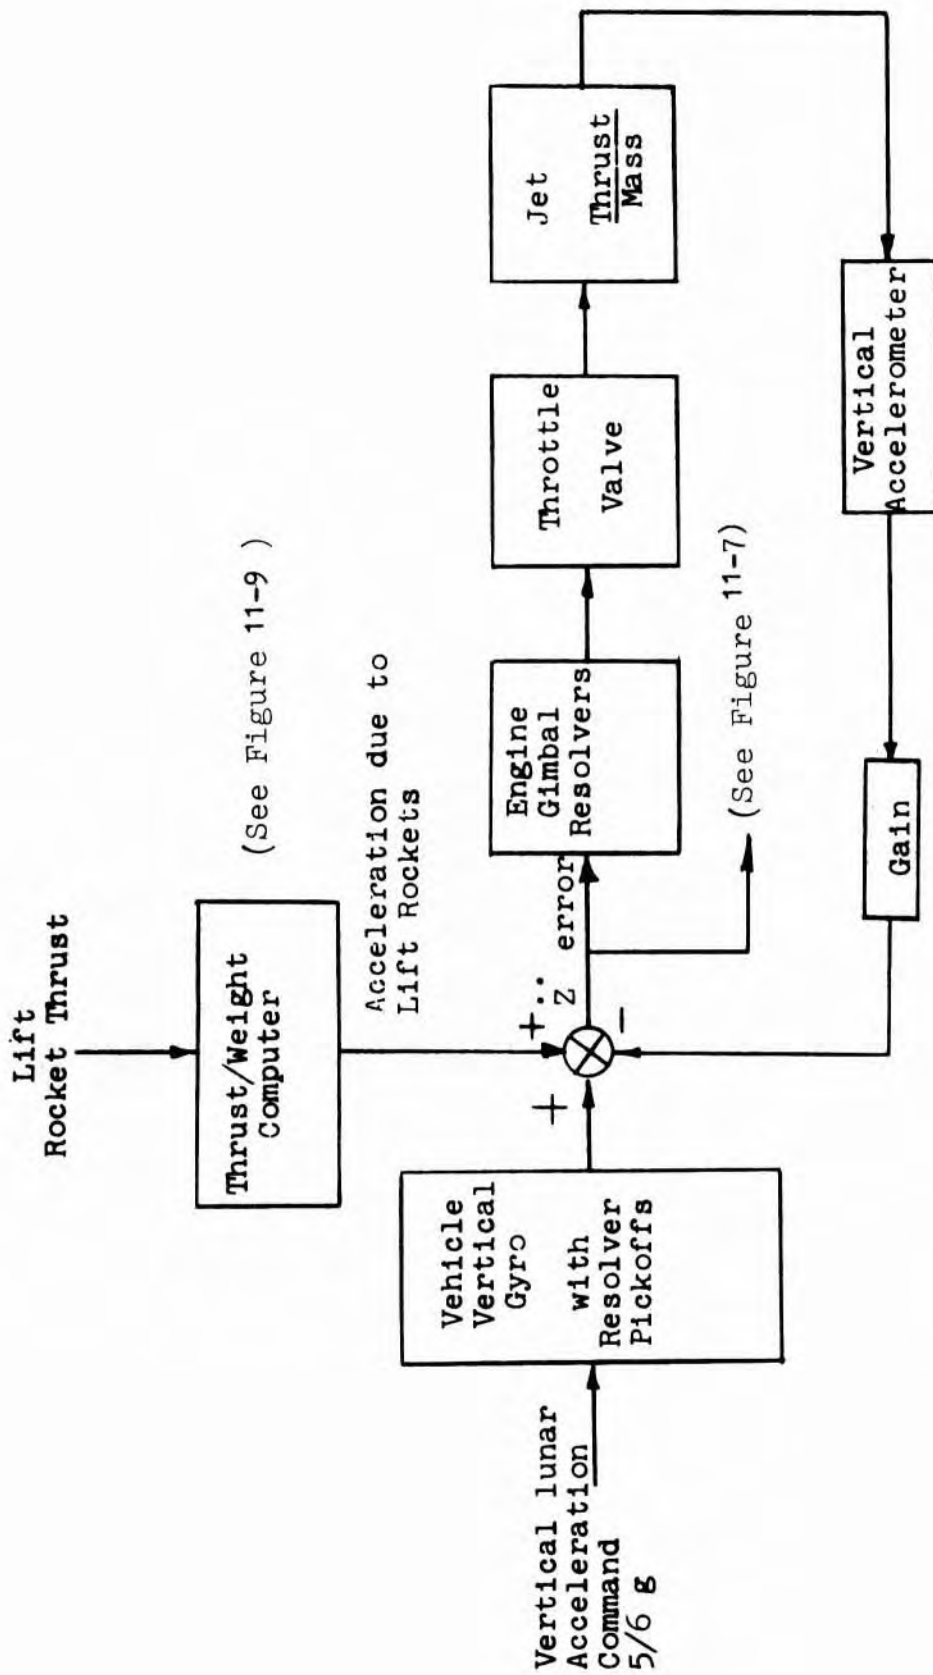 Lift
Rocket Thrust
Thrust/Weight
Computer
(See Figure 11-9 )
Acceleration due to
Lift Rockets
Vertical lunar
Acceleration
Command
5/6 g
Vehicle
Vertical
Gyro
with
Resolver
Pickoffs
+
+
-
Z̈ error
Engine
Gimbal
Resolvers
Throttle
Valve
Jet
Thrust
Mass
(See Figure 11-7)
Gain
Vertical
Accelerometer